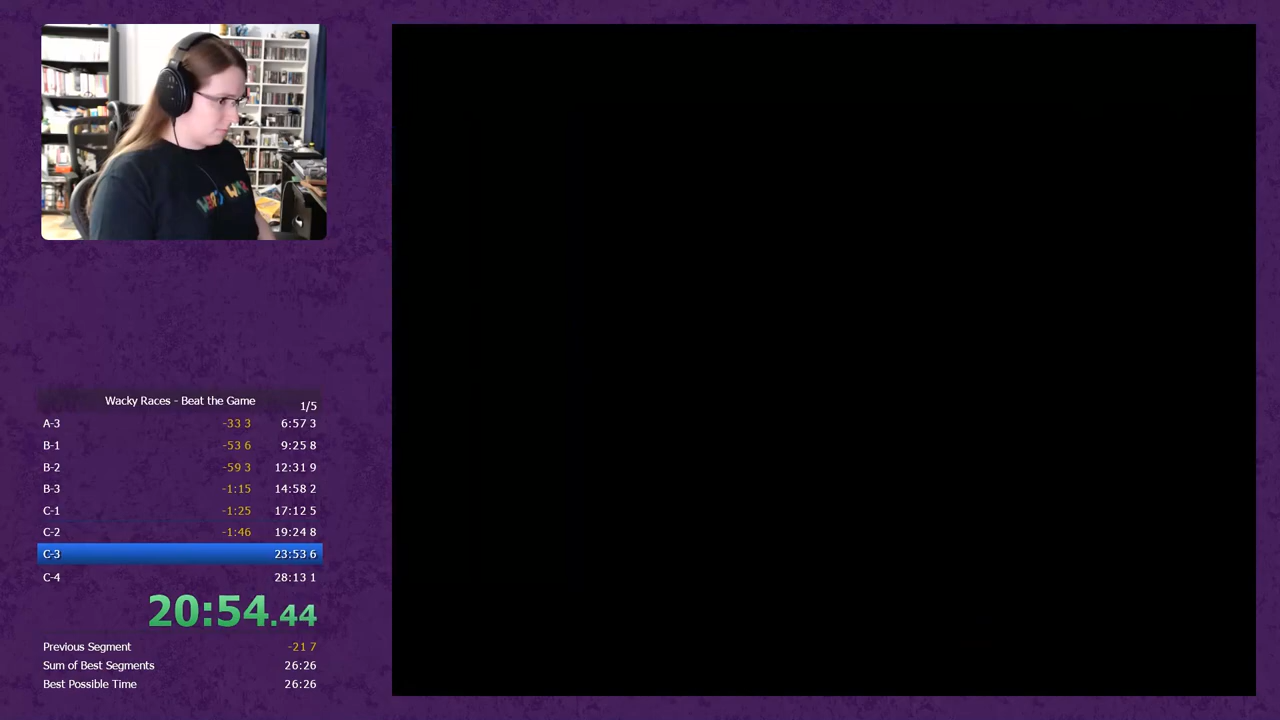 Wacky Races - Beat the Game
1/5
A-3 -33 3 6:57 3
B-1 -53 6 9:25 8
B-2 -59 3 12:31 9
B-3 -1:15 14:58 2
C-1 -1:25 17:12 5
C-2 -1:46 19:24 8
C-3 23:53 6
C-4 28:13 1
20:54.44
Previous Segment -21 7
Sum of Best Segments 26:26
Best Possible Time 26:26